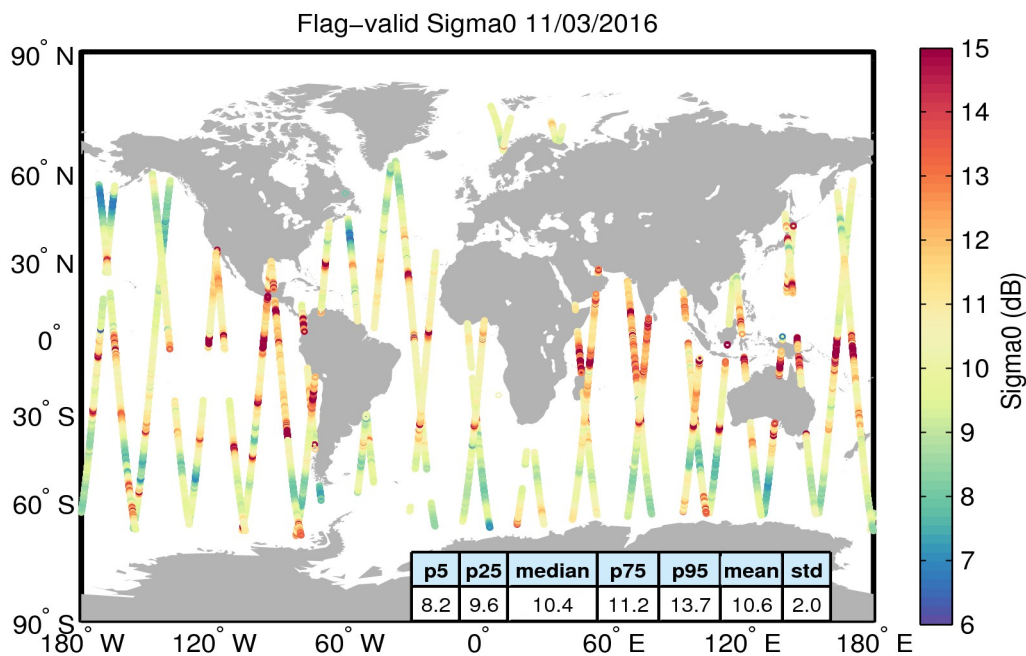 Flag−valid Sigma0 11/03/2016
90° N
60° N
30° N
0°
30° S
60° S
90° S
180° W
120° W
60° W
0°
60° E
120° E
180° E
15
14
13
12
11
10
9
8
7
6
Sigma0 (dB)
p5 p25 median p75 p95 mean std
8.2 9.6 10.4 11.2 13.7 10.6 2.0